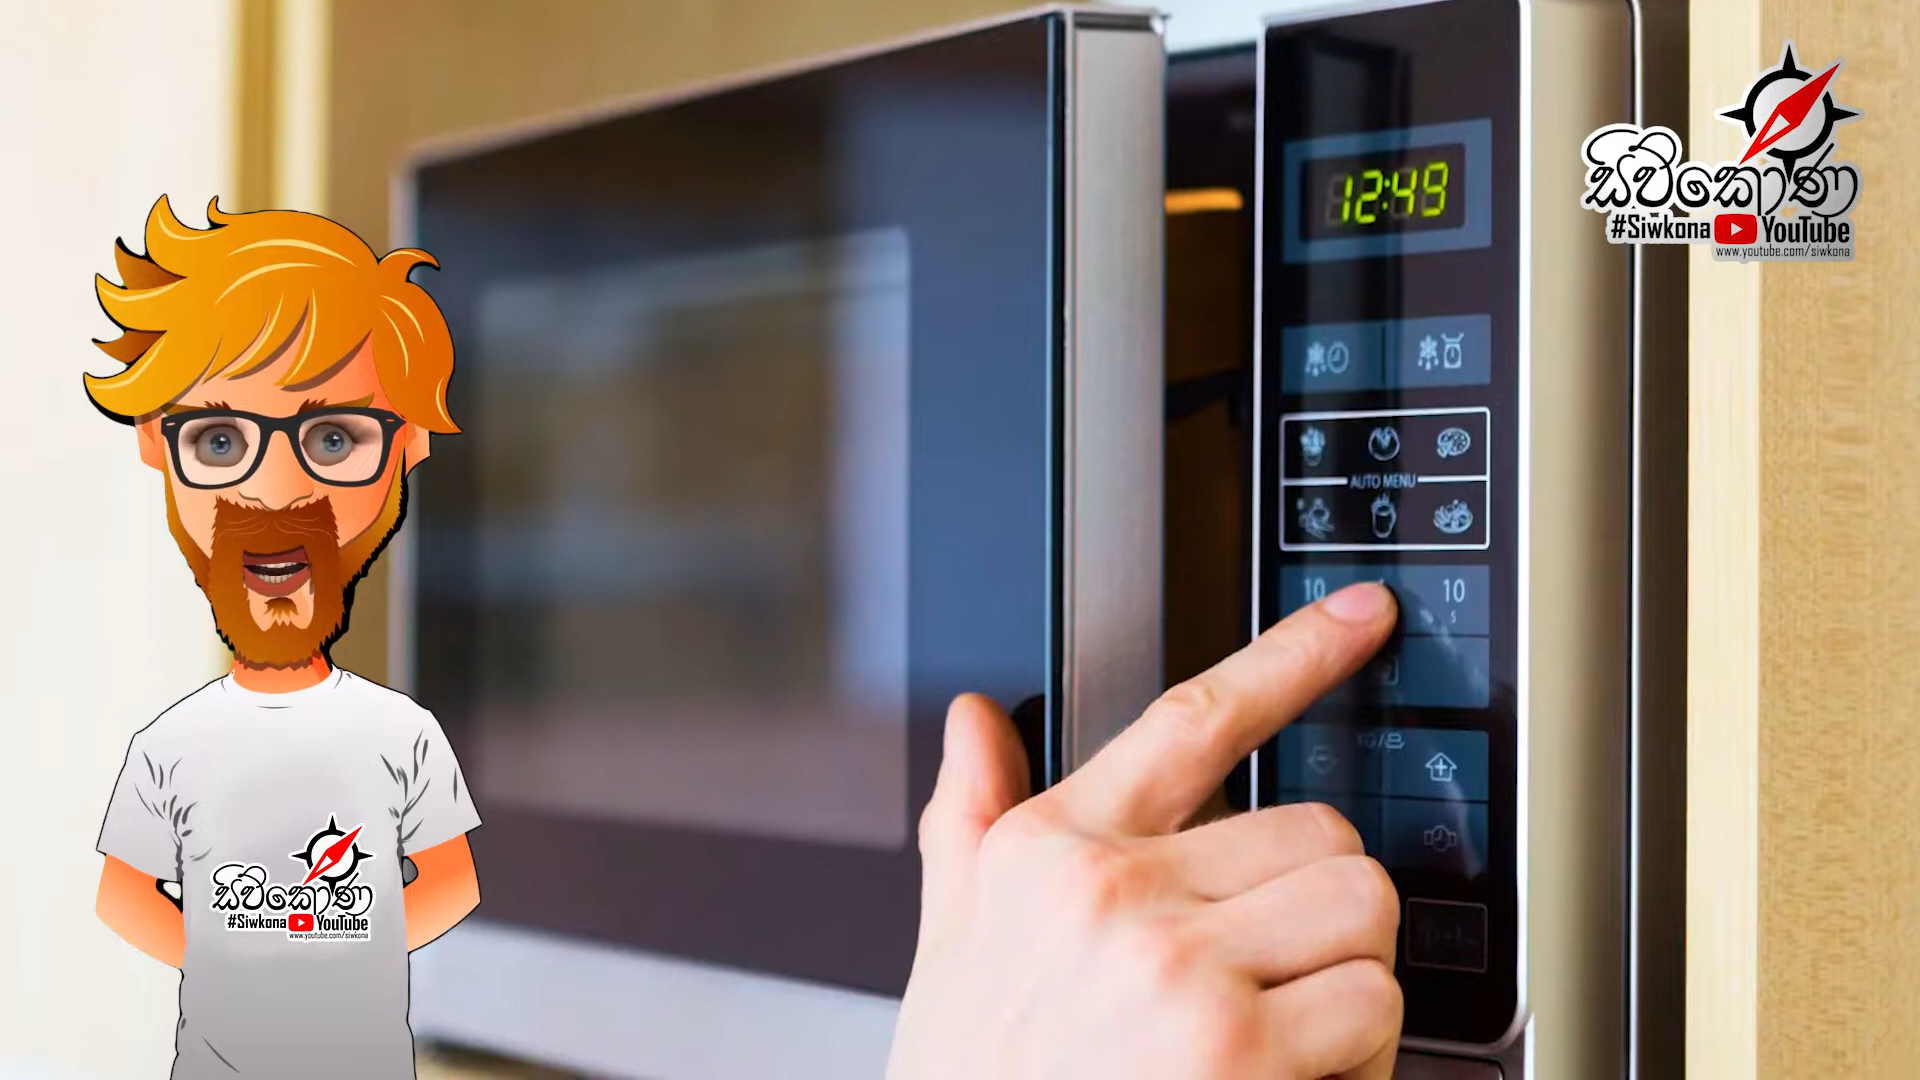 සිව්කොණ
#Siwkona YouTube
www.youtube.com/siwkona
12:49
AUTO MENU
10
10
S
සිව්කොණ
#Siwkona YouTube
www.youtube.com/siwkona